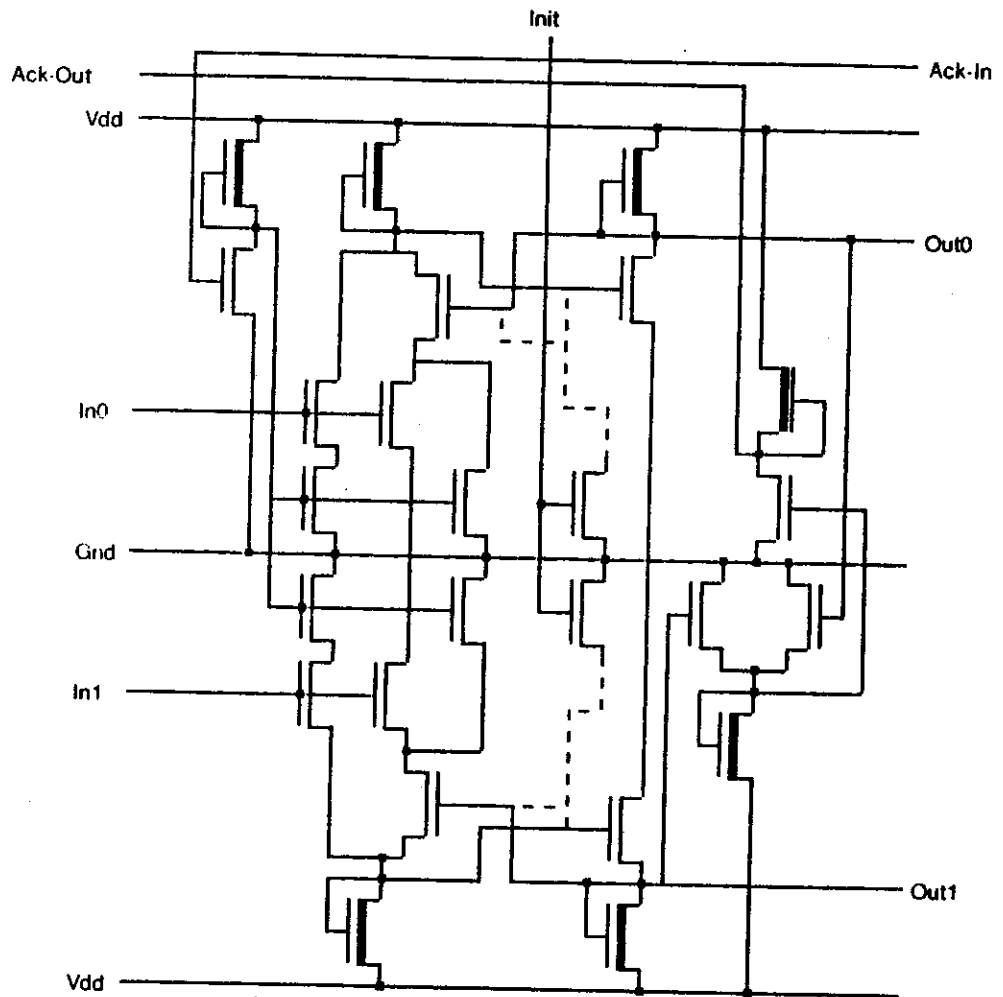 Init
Ack-In
Ack-Out
Vdd
Out0
In0
Gnd
In1
Out1
Vdd